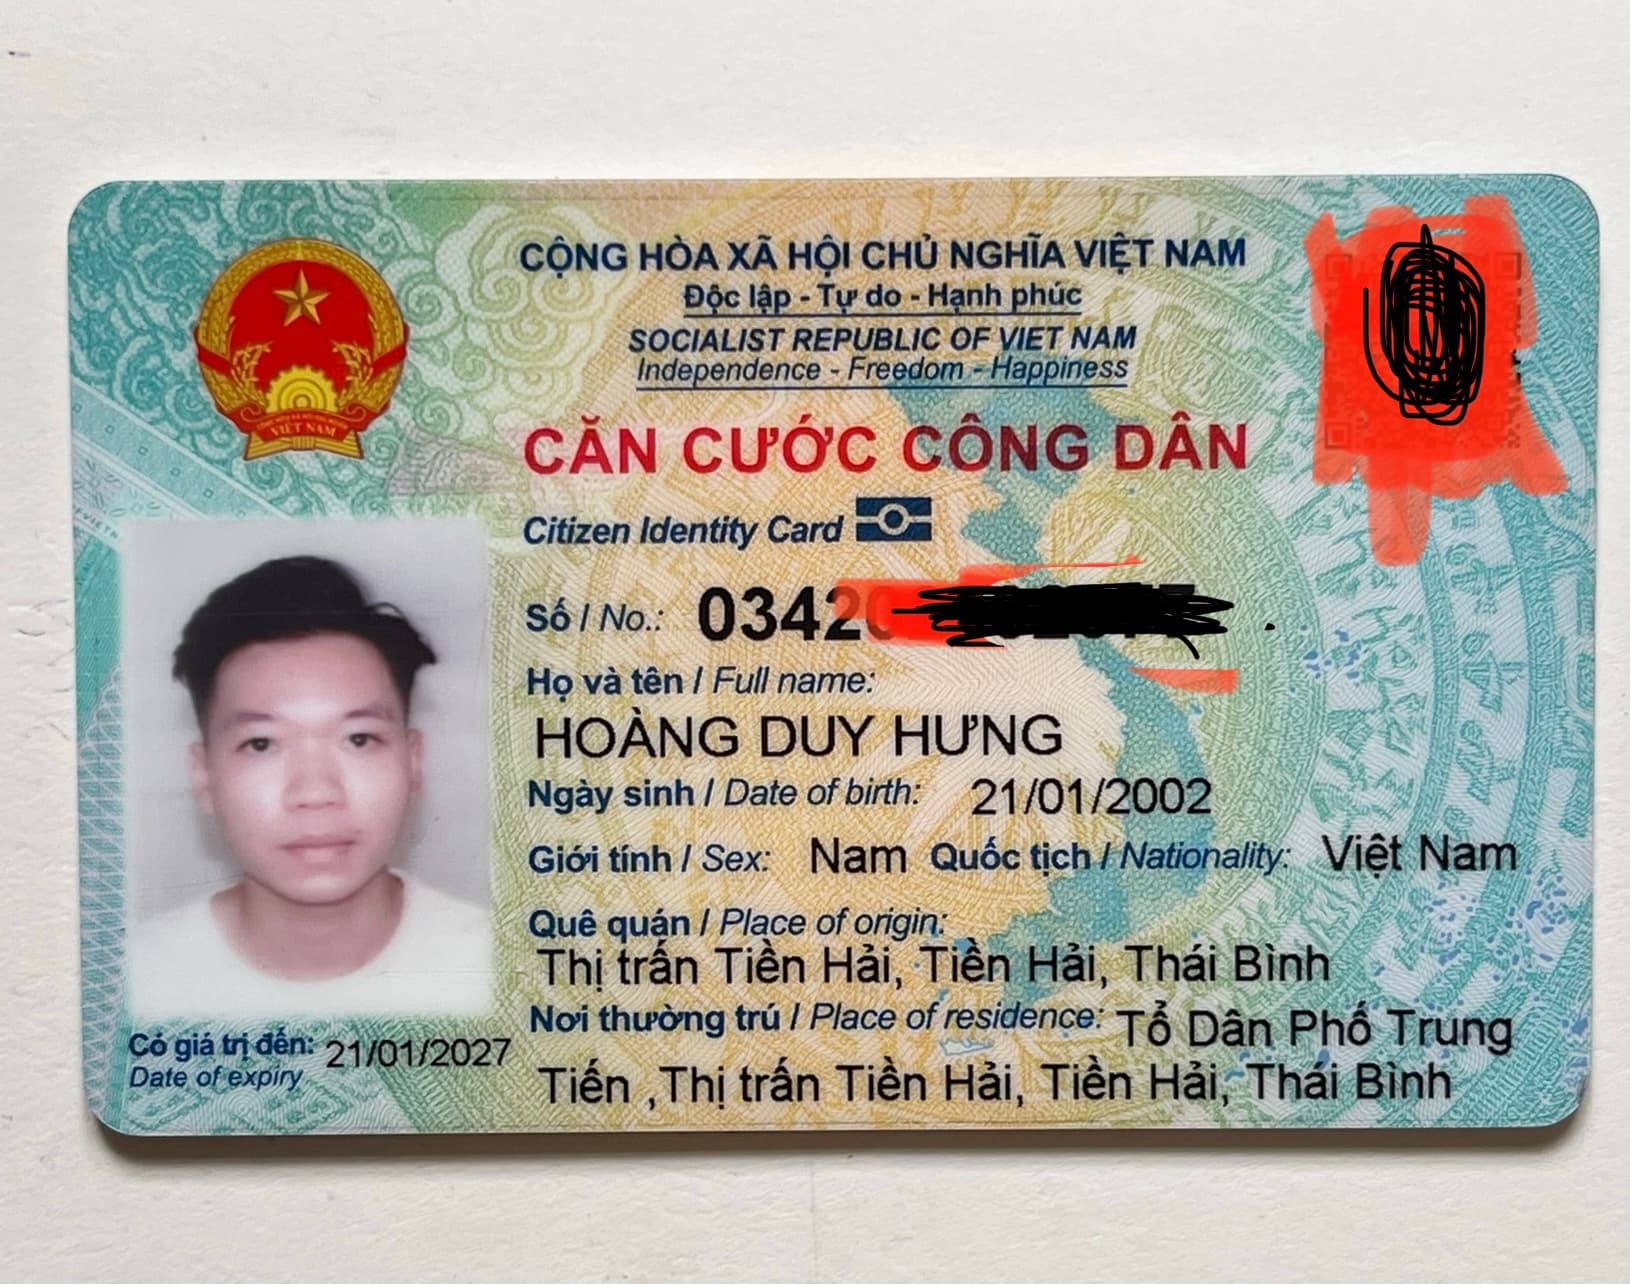 CỘNG HÒA XÃ HỘI CHỦ NGHĨA VIỆT NAM
Độc lập - Tự do - Hạnh phúc
SOCIALIST REPUBLIC OF VIET NAM
Independence - Freedom - Happiness
VIỆT NAM
CĂN CƯỚC CÔNG DÂN
Citizen Identity Card
Số / No.: 0342
Họ và tên / Full name:
HOÀNG DUY HƯNG
Ngày sinh / Date of birth: 21/01/2002
Giới tính / Sex: Nam Quốc tịch / Nationality: Việt Nam
Quê quán / Place of origin:
Thị trấn Tiền Hải, Tiền Hải, Thái Bình
Nơi thường trú / Place of residence: Tổ Dân Phố Trung
Tiến ,Thị trấn Tiền Hải, Tiền Hải, Thái Bình
Có giá trị đến: 21/01/2027
Date of expiry